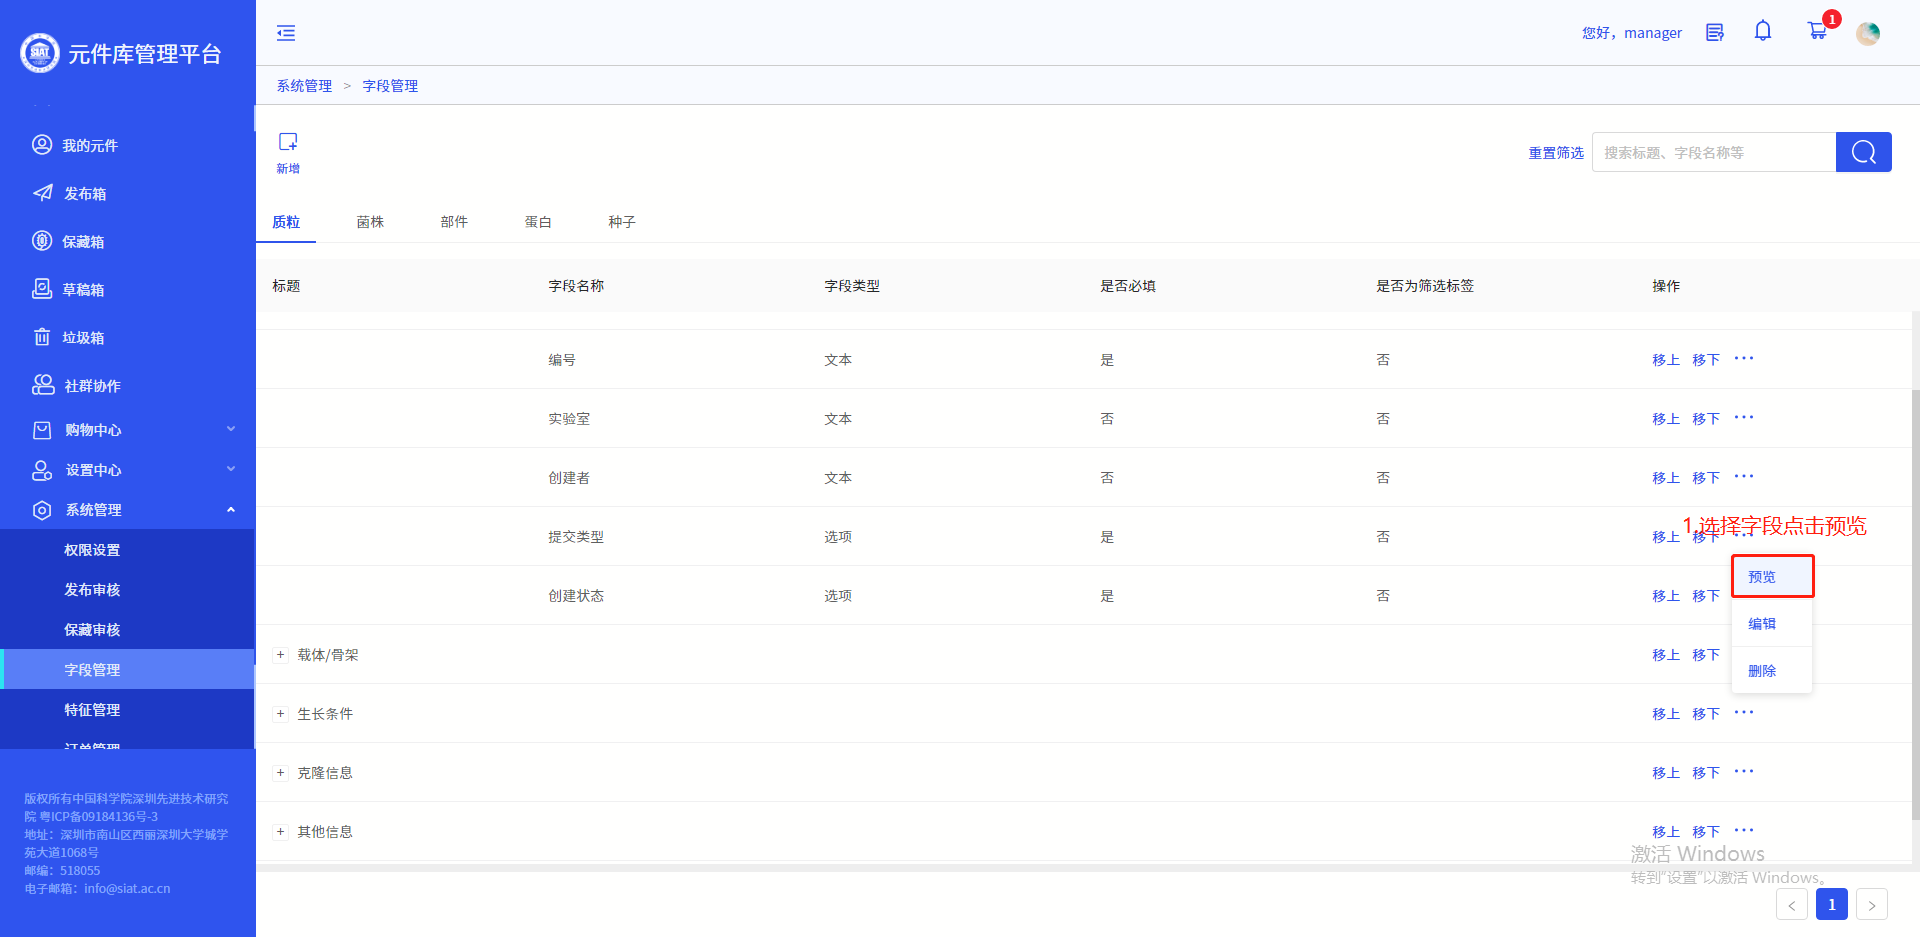 SIAT
元件库管理平台
您好，manager
1
系统管理 > 字段管理
我的元件
发布箱
保藏箱
草稿箱
垃圾箱
社群协作
购物中心
设置中心
系统管理
权限设置
发布审核
保藏审核
字段管理
特征管理
订单管理
版权所有中国科学院深圳先进技术研究
院 粤ICP备09184136号-3
地址：深圳市南山区西丽深圳大学城学
苑大道1068号
邮编：518055
电子邮箱：info@siat.ac.cn
新增
重置筛选 搜索标题、字段名称等
质粒 菌株 部件 蛋白 种子
标题 字段名称 字段类型 是否必填 是否为筛选标签 操作
编号 文本 是 否 移上 移下 ···
实验室 文本 否 否 移上 移下 ···
创建者 文本 否 否 移上 移下 ···
1.选择字段点击预览
提交类型 选项 是 否 移上 移下 ···
预览
创建状态 选项 是 否 移上 移下
编辑
+ 载体/骨架 移上 移下
删除
+ 生长条件 移上 移下 ···
+ 克隆信息 移上 移下 ···
+ 其他信息 移上 移下 ···
激活 Windows
转到"设置"以激活 Windows。
< 1 >